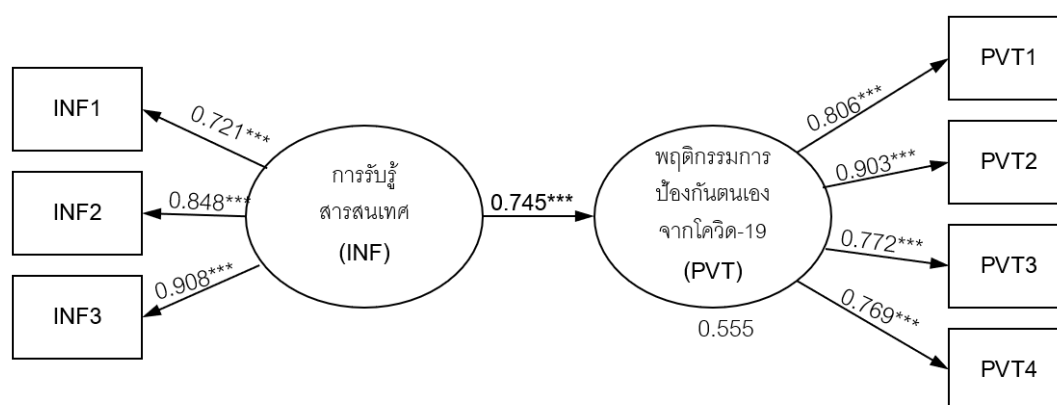 INF1
INF2
INF3
0.721***
0.848***
0.908***
การรับรู้
สารสนเทศ
(INF)
0.745***
พฤติกรรมการ
ป้องกันตนเอง
จากโควิด-19
(PVT)
0.555
0.806***
0.903***
0.772***
0.769***
PVT1
PVT2
PVT3
PVT4